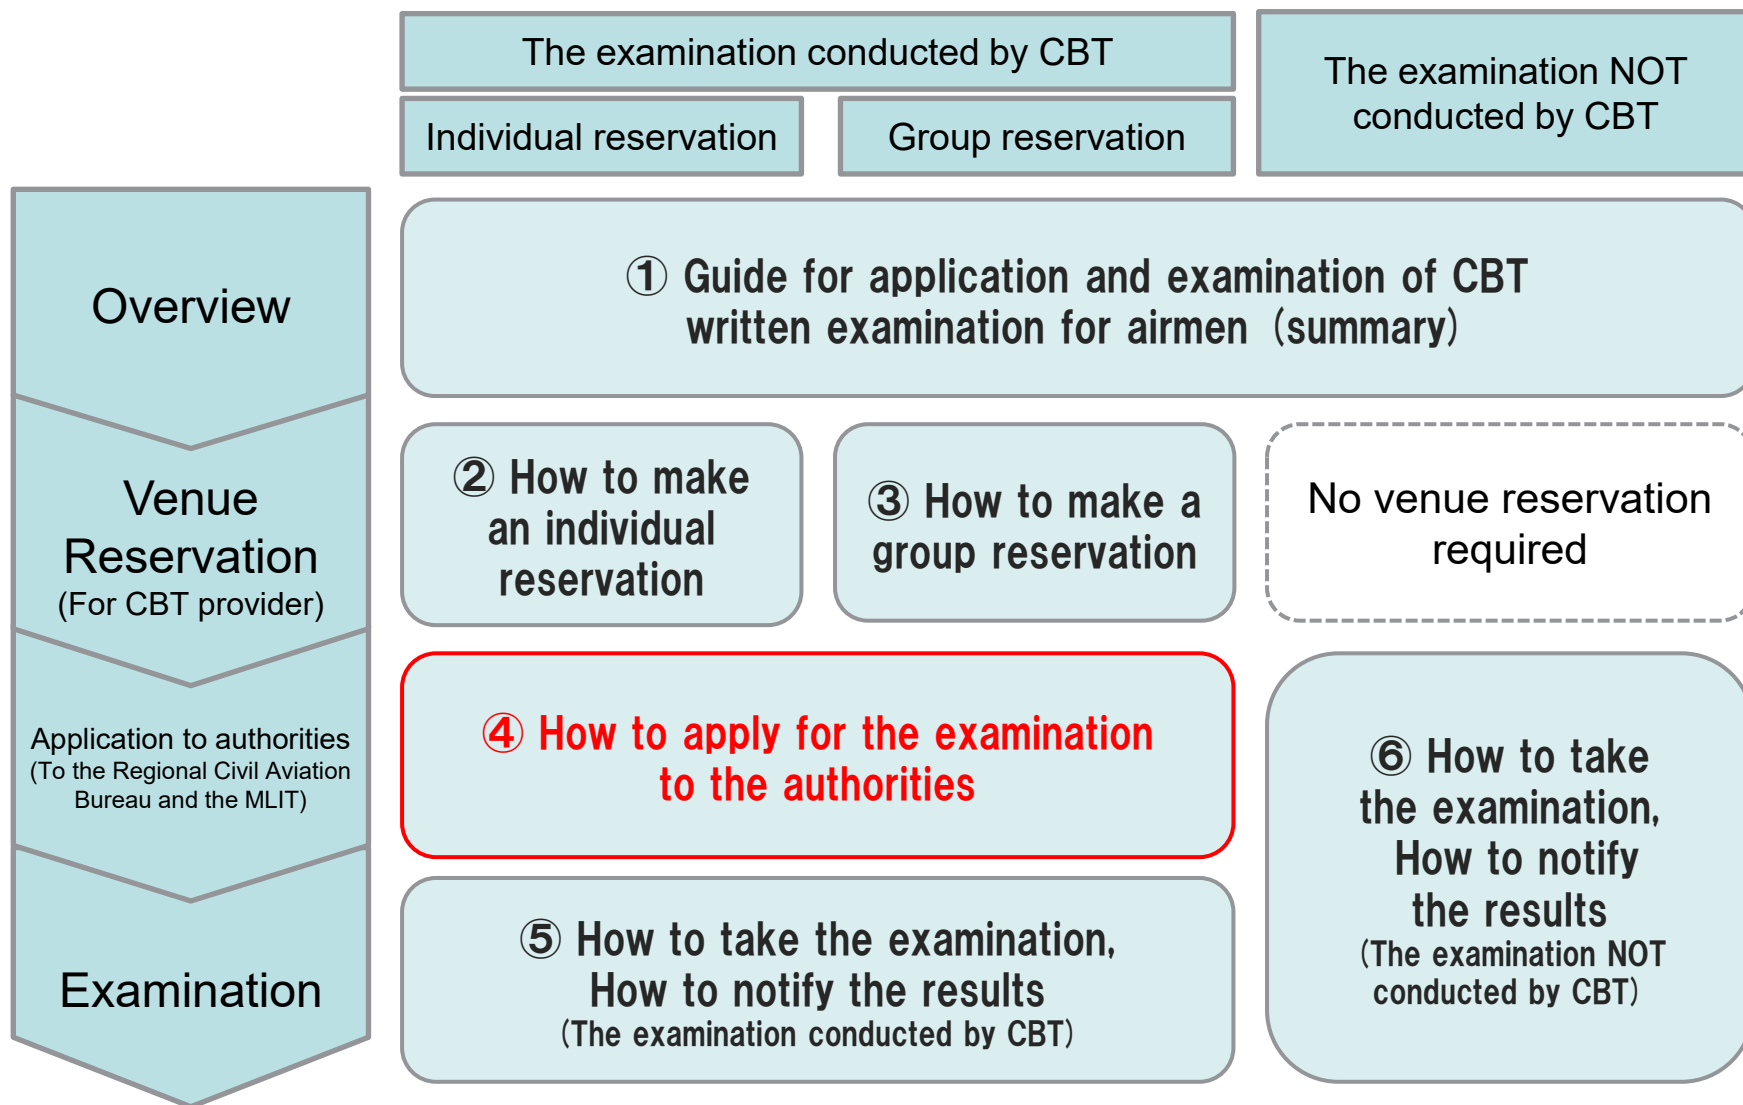 The examination conducted by CBT
The examination NOT
conducted by CBT
Individual reservation
Group reservation
Overview
① Guide for application and examination of CBT
written examination for airmen (summary)
Venue
Reservation
(For CBT provider)
② How to make
an individual
reservation
③ How to make a
group reservation
No venue reservation
required
Application to authorities
(To the Regional Civil Aviation
Bureau and the MLIT)
④ How to apply for the examination
to the authorities
⑥ How to take
the examination,
How to notify
the results
(The examination NOT
conducted by CBT)
Examination
⑤ How to take the examination,
How to notify the results
(The examination conducted by CBT)